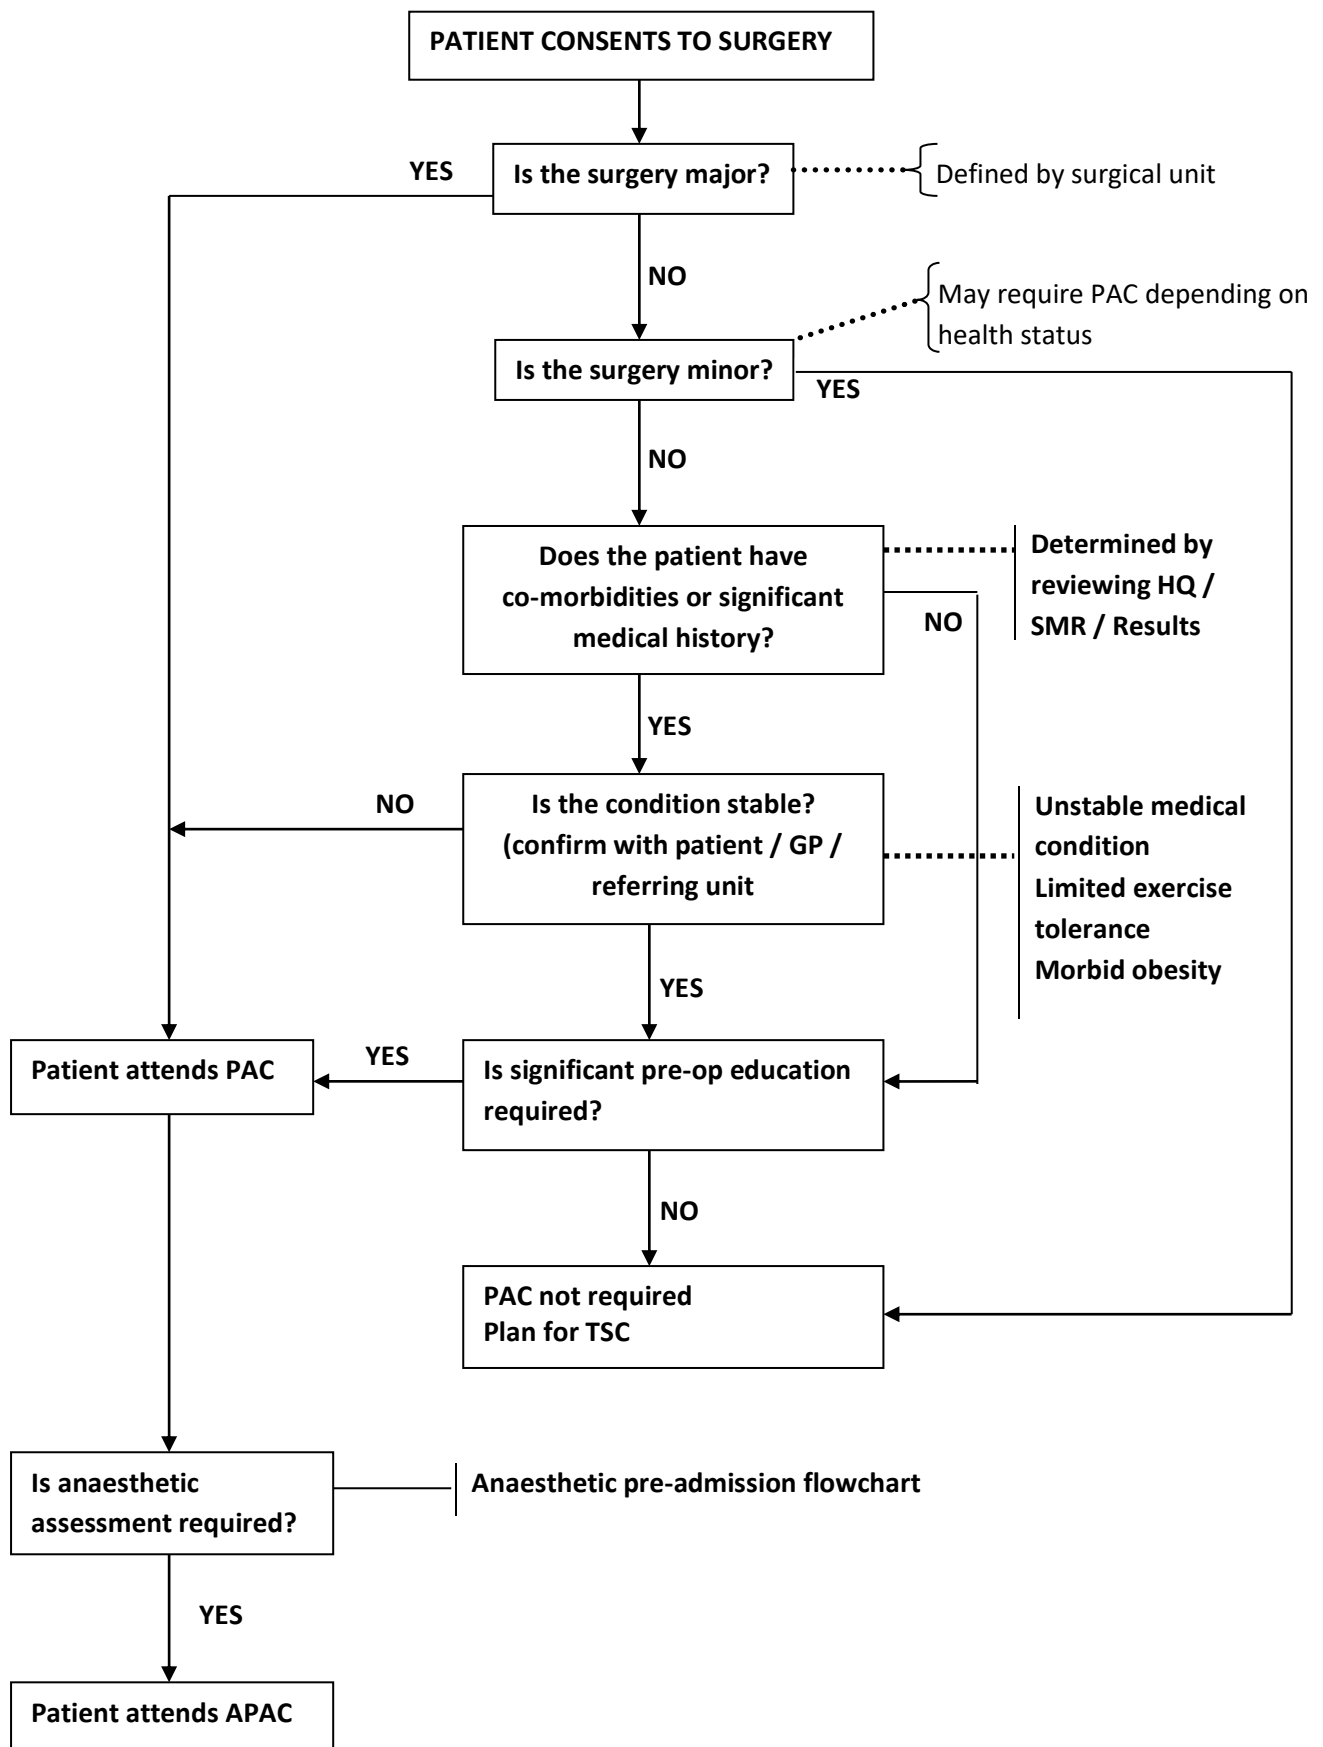 PATIENT CONSENTS TO SURGERY
YES
Is the surgery major?
Defined by surgical unit
NO
May require PAC depending on
health status
Is the surgery minor?
YES
NO
Does the patient have
co-morbidities or significant
medical history?
NO
Determined by
reviewing HQ /
SMR / Results
YES
NO
Is the condition stable?
(confirm with patient / GP /
referring unit
Unstable medical
condition
Limited exercise
tolerance
Morbid obesity
YES
Patient attends PAC
YES
Is significant pre-op education
required?
NO
PAC not required
Plan for TSC
Is anaesthetic
assessment required?
Anaesthetic pre-admission flowchart
YES
Patient attends APAC